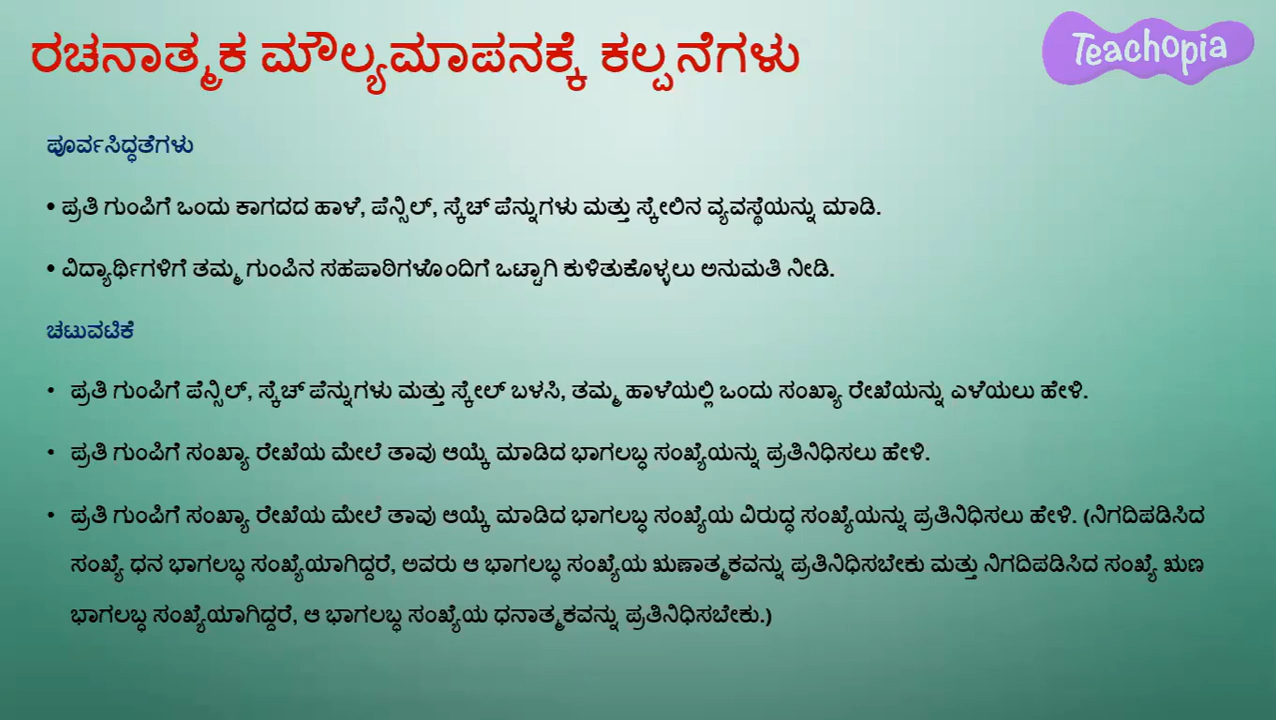 ರಚನಾತ್ಮಕ ಮೌಲ್ಯಮಾಪನಕ್ಕೆ ಕಲ್ಪನೆಗಳು
Teachopia
ಪೂರ್ವಸಿದ್ಧತೆಗಳು
• ಪ್ರತಿ ಗುಂಪಿಗೆ ಒಂದು ಕಾಗದದ ಹಾಳೆ, ಪೆನ್ಸಿಲ್, ಸ್ಕೆಚ್ ಪೆನ್ನುಗಳು ಮತ್ತು ಸ್ಕೇಲಿನ ವ್ಯವಸ್ಥೆಯನ್ನು ಮಾಡಿ.
• ವಿದ್ಯಾರ್ಥಿಗಳಿಗೆ ತಮ್ಮ ಗುಂಪಿನ ಸಹಪಾಠಿಗಳೊಂದಿಗೆ ಒಟ್ಟಾಗಿ ಕುಳಿತುಕೊಳ್ಳಲು ಅನುಮತಿ ನೀಡಿ.
ಚಟುವಟಿಕೆ
• ಪ್ರತಿ ಗುಂಪಿಗೆ ಪೆನ್ಸಿಲ್, ಸ್ಕೆಚ್ ಪೆನ್ನುಗಳು ಮತ್ತು ಸ್ಕೇಲ್ ಬಳಸಿ, ತಮ್ಮ ಹಾಳೆಯಲ್ಲಿ ಒಂದು ಸಂಖ್ಯಾ ರೇಖೆಯನ್ನು ಎಳೆಯಲು ಹೇಳಿ.
• ಪ್ರತಿ ಗುಂಪಿಗೆ ಸಂಖ್ಯಾ ರೇಖೆಯ ಮೇಲೆ ತಾವು ಆಯ್ಕೆ ಮಾಡಿದ ಭಾಗಲಬ್ಧ ಸಂಖ್ಯೆಯನ್ನು ಪ್ರತಿನಿಧಿಸಲು ಹೇಳಿ.
• ಪ್ರತಿ ಗುಂಪಿಗೆ ಸಂಖ್ಯಾ ರೇಖೆಯ ಮೇಲೆ ತಾವು ಆಯ್ಕೆ ಮಾಡಿದ ಭಾಗಲಬ್ಧ ಸಂಖ್ಯೆಯ ವಿರುದ್ಧ ಸಂಖ್ಯೆಯನ್ನು ಪ್ರತಿನಿಧಿಸಲು ಹೇಳಿ. (ನಿಗದಿಪಡಿಸಿದ
ಸಂಖ್ಯೆ ಧನ ಭಾಗಲಬ್ಧ ಸಂಖ್ಯೆಯಾಗಿದ್ದರೆ, ಅವರು ಆ ಭಾಗಲಬ್ಧ ಸಂಖ್ಯೆಯ ಋಣಾತ್ಮಕವನ್ನು ಪ್ರತಿನಿಧಿಸಬೇಕು ಮತ್ತು ನಿಗದಿಪಡಿಸಿದ ಸಂಖ್ಯೆ ಋಣ
ಭಾಗಲಬ್ಧ ಸಂಖ್ಯೆಯಾಗಿದ್ದರೆ, ಆ ಭಾಗಲಬ್ಧ ಸಂಖ್ಯೆಯ ಧನಾತ್ಮಕವನ್ನು ಪ್ರತಿನಿಧಿಸಬೇಕು.)